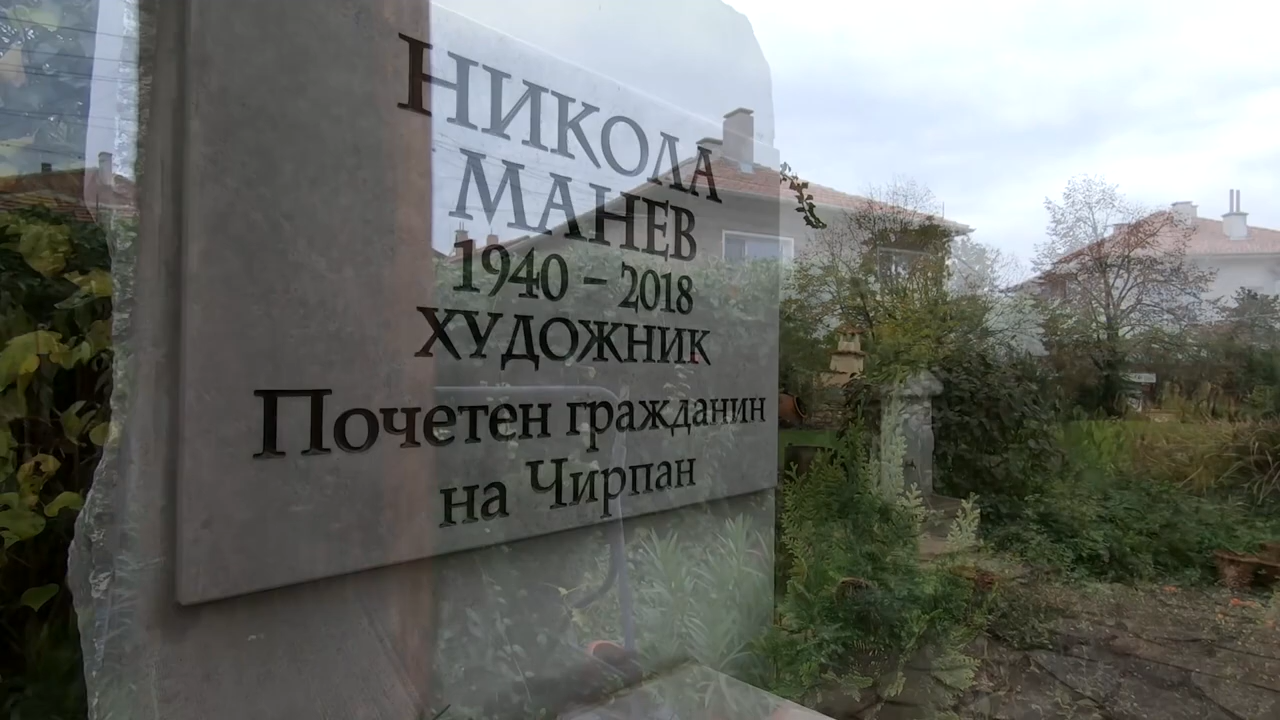 НИКОЛА
МАНЕВ
1940 – 2018
ХУДОЖНИК
Почетен гражданин
на Чирпан